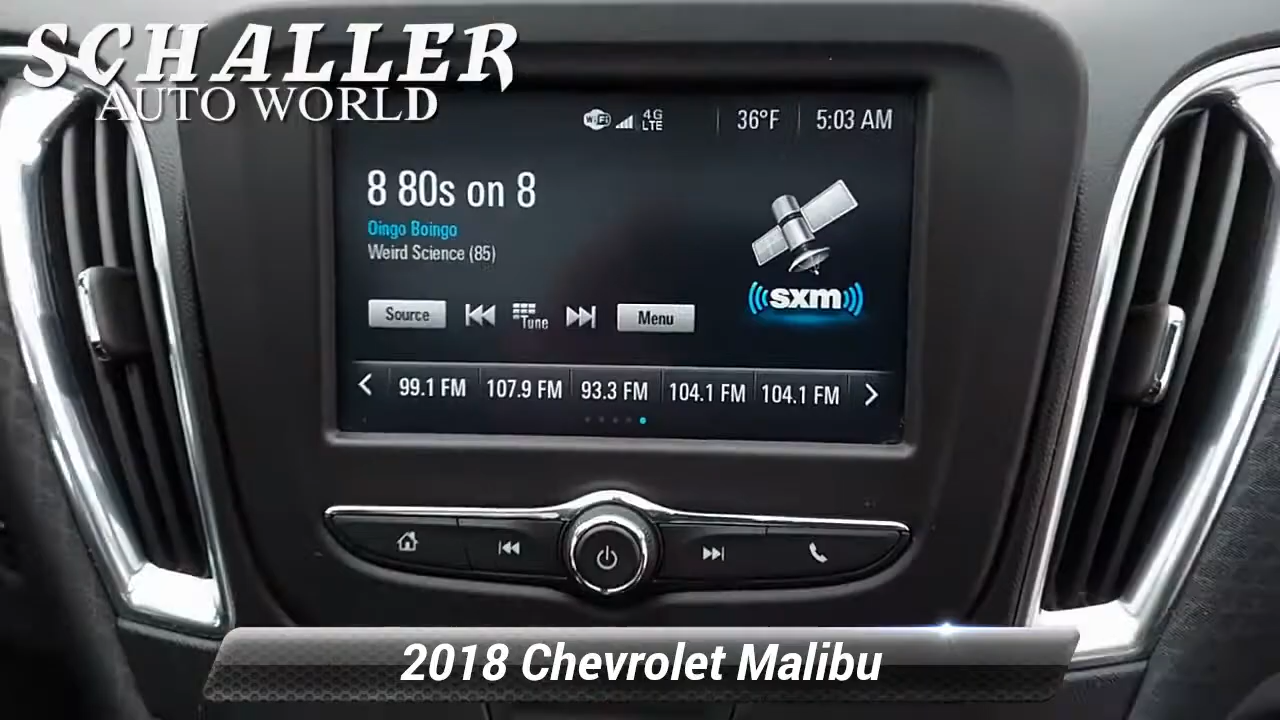 SCHALLER
AUTO WORLD
WiFi 4G LTE 36°F 5:03 AM
8 80s on 8
Oingo Boingo
Weird Science (85)
Source Tune Menu
sxm
99.1 FM 107.9 FM 93.3 FM 104.1 FM 104.1 FM
2018 Chevrolet Malibu